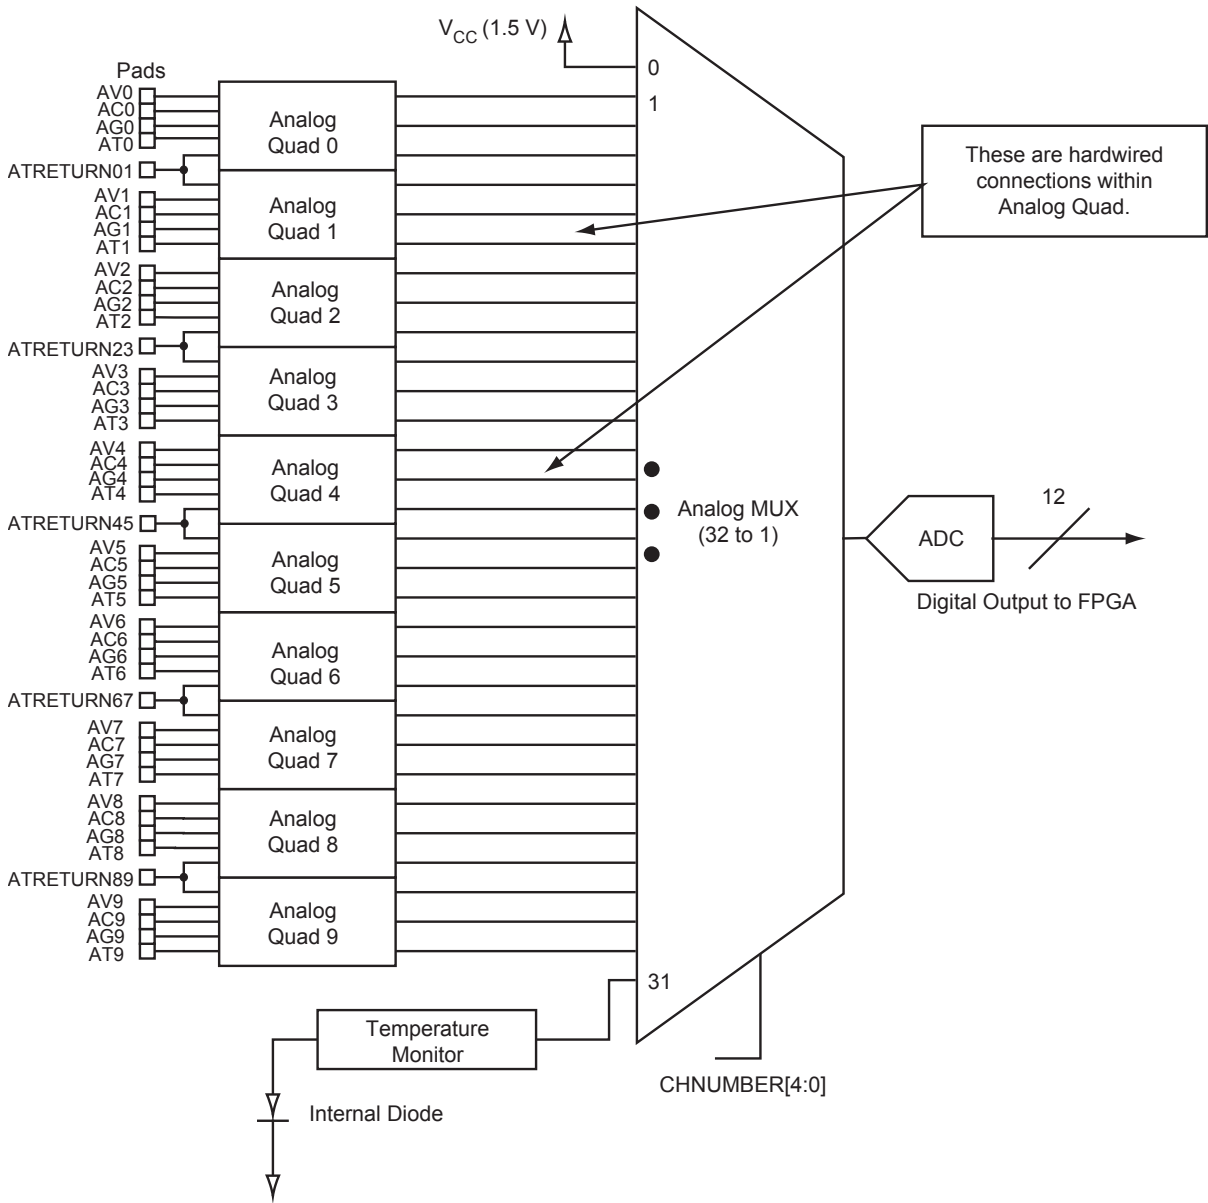 V_CC (1.5 V)
Pads
0
1
AV0
AC0
AG0
AT0
Analog
Quad 0
ATRETURN01
AV1
AC1
AG1
AT1
Analog
Quad 1
AV2
AC2
AG2
AT2
Analog
Quad 2
ATRETURN23
AV3
AC3
AG3
AT3
Analog
Quad 3
AV4
AC4
AG4
AT4
Analog
Quad 4
ATRETURN45
AV5
AC5
AG5
AT5
Analog
Quad 5
AV6
AC6
AG6
AT6
Analog
Quad 6
ATRETURN67
AV7
AC7
AG7
AT7
Analog
Quad 7
AV8
AC8
AG8
AT8
Analog
Quad 8
ATRETURN89
AV9
AC9
AG9
AT9
Analog
Quad 9
These are hardwired
connections within
Analog Quad.
Analog MUX
(32 to 1)
ADC
12
Digital Output to FPGA
31
Temperature
Monitor
CHNUMBER[4:0]
Internal Diode